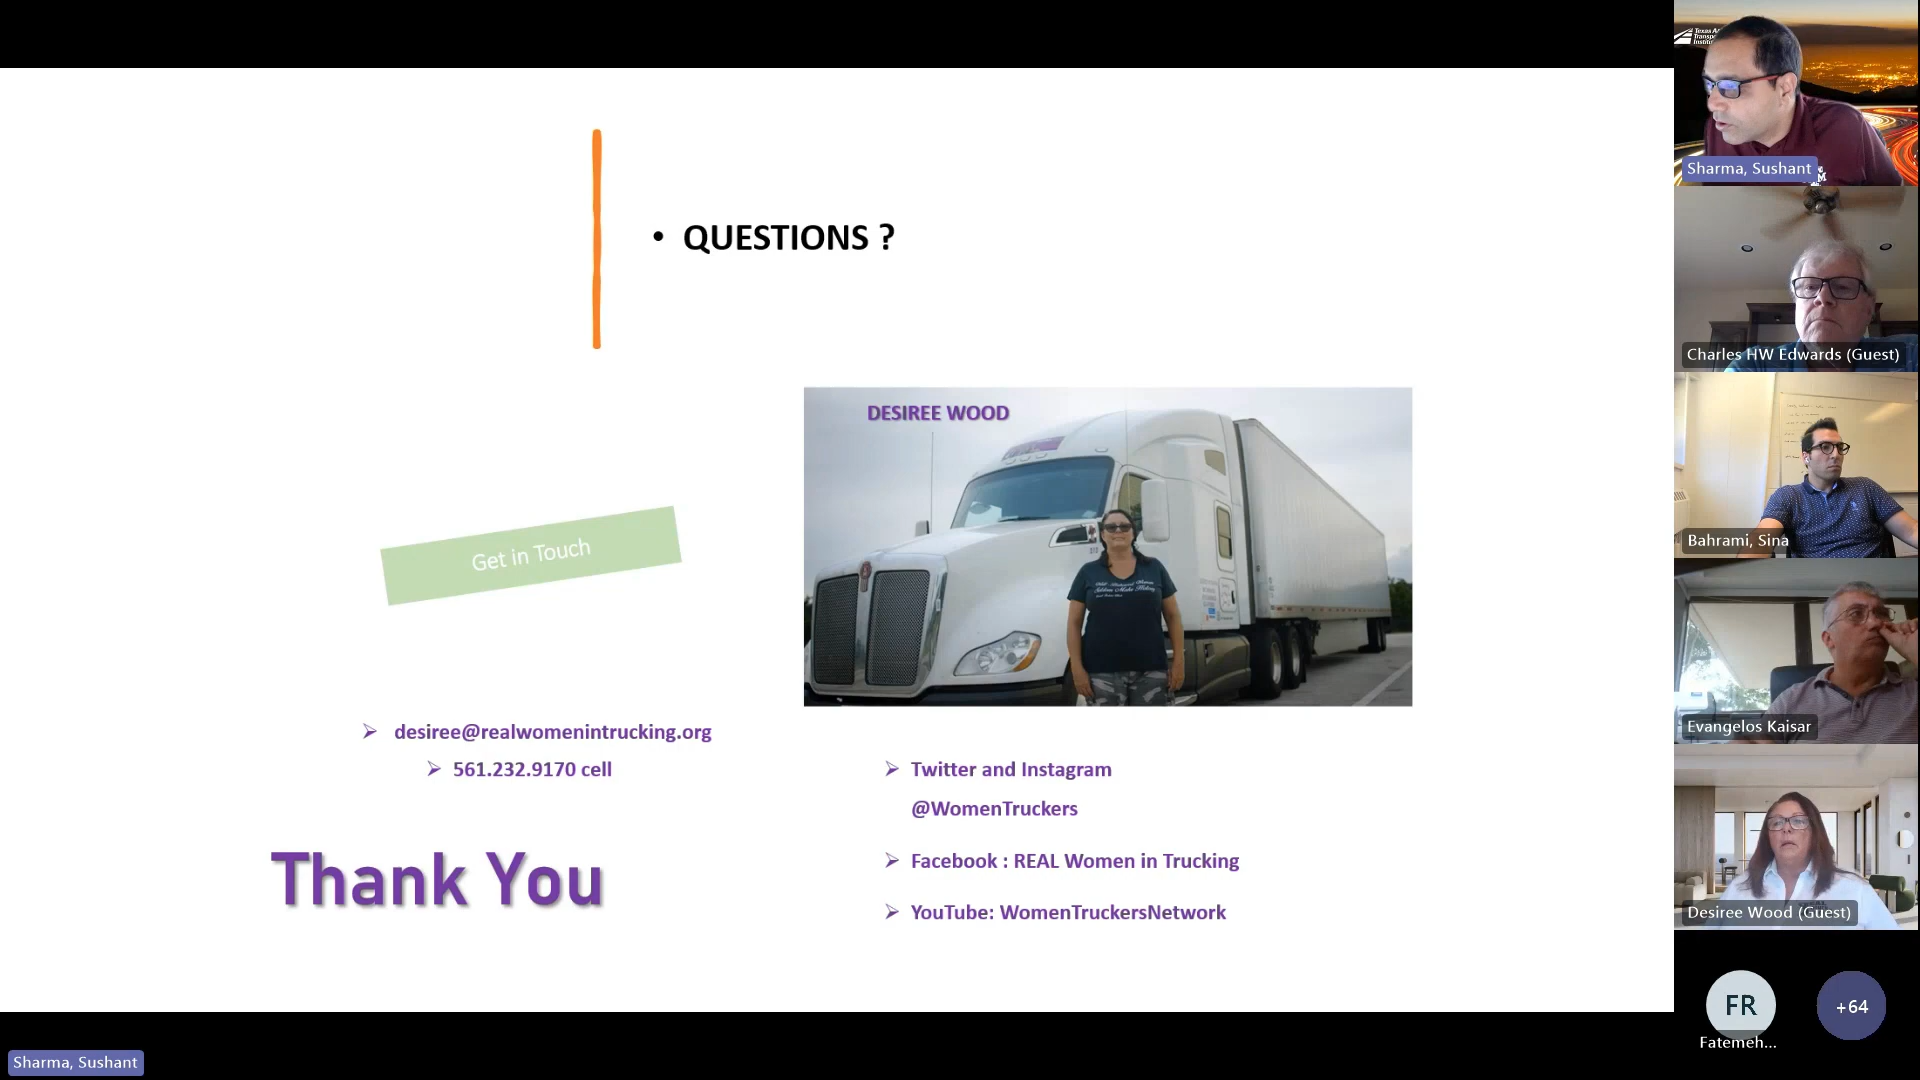 • QUESTIONS ?
DESIREE WOOD
Get in Touch
desiree@realwomenintrucking.org
561.232.9170 cell
Thank You
Twitter and Instagram
@WomenTruckers
Facebook : REAL Women in Trucking
YouTube: WomenTruckersNetwork
Sharma, Sushant
Charles HW Edwards (Guest)
Bahrami, Sina
Evangelos Kaisar
Desiree Wood (Guest)
FR
Fatemeh...
+64
Sharma, Sushant